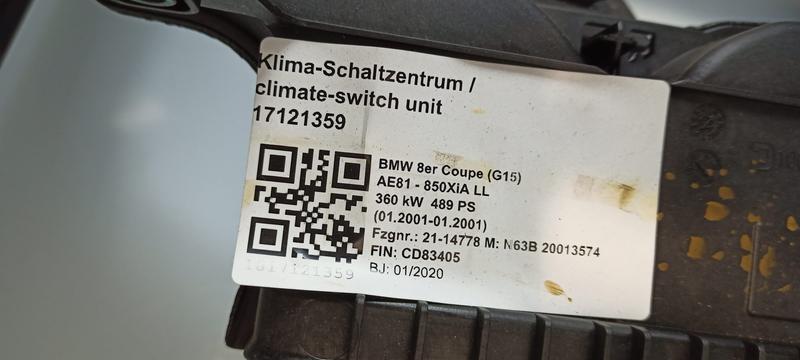 Klima-Schaltzentrum /
climate-switch unit
17121359
BMW 8er Coupe (G15)
AE81 - 850XiA LL
360 kW 489 PS
(01.2001-01.2001)
Fzgnr.: 21-14778 M: N63B 20013574
FIN: CD83405
BJ: 01/2020
1017121359